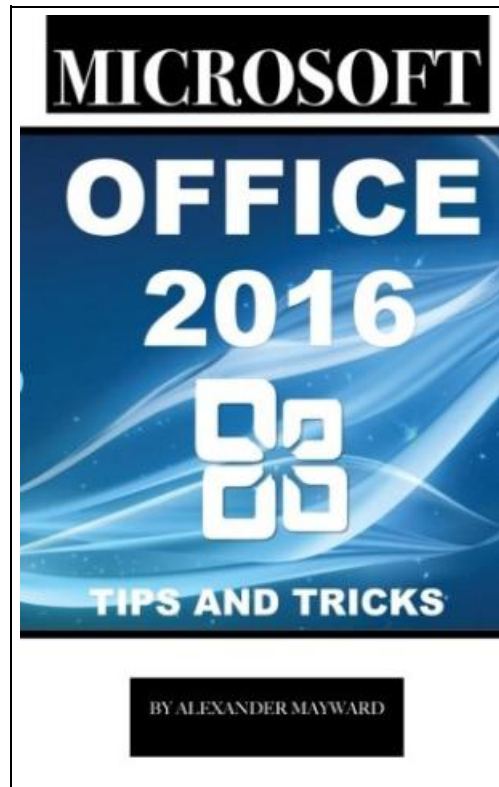 MICROSOFT
OFFICE
2016
TIPS AND TRICKS
BY ALEXANDER MAYWARD